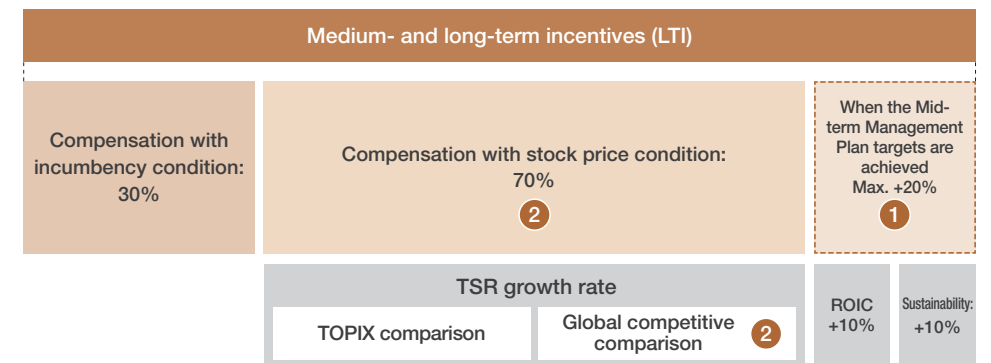 Medium- and long-term incentives (LTI)
Compensation with
incumbency condition:
30%
Compensation with stock price condition:
70%
2
When the Mid-
term Management
Plan targets are
achieved
Max. +20%
1
TSR growth rate
TOPIX comparison
Global competitive
comparison
2
ROIC
+10%
Sustainability:
+10%